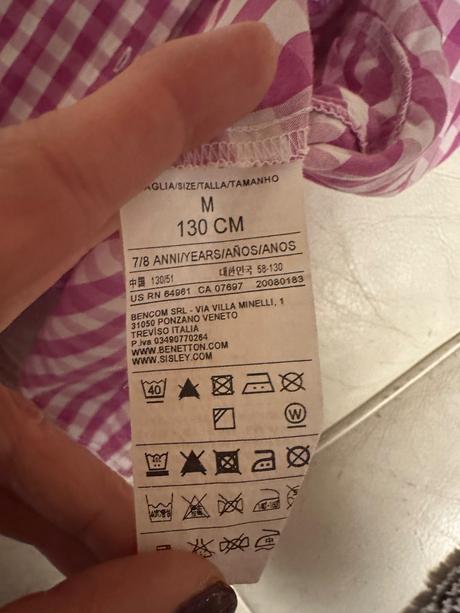 AGLIA/SIZE/TALLA/TAMANHO
M
130 CM
7/8 ANNI/YEARS/AÑOS/ANOS
中国 130/51 대한민국 58-130
US RN 64961 CA 07697 20080183
BENCOM SRL - VIA VILLA MINELLI, 1
31050 PONZANO VENETO
TREVISO ITALIA
P.iva 03490770264
WWW.BENETTON.COM
WWW.SISLEY.COM
40
W